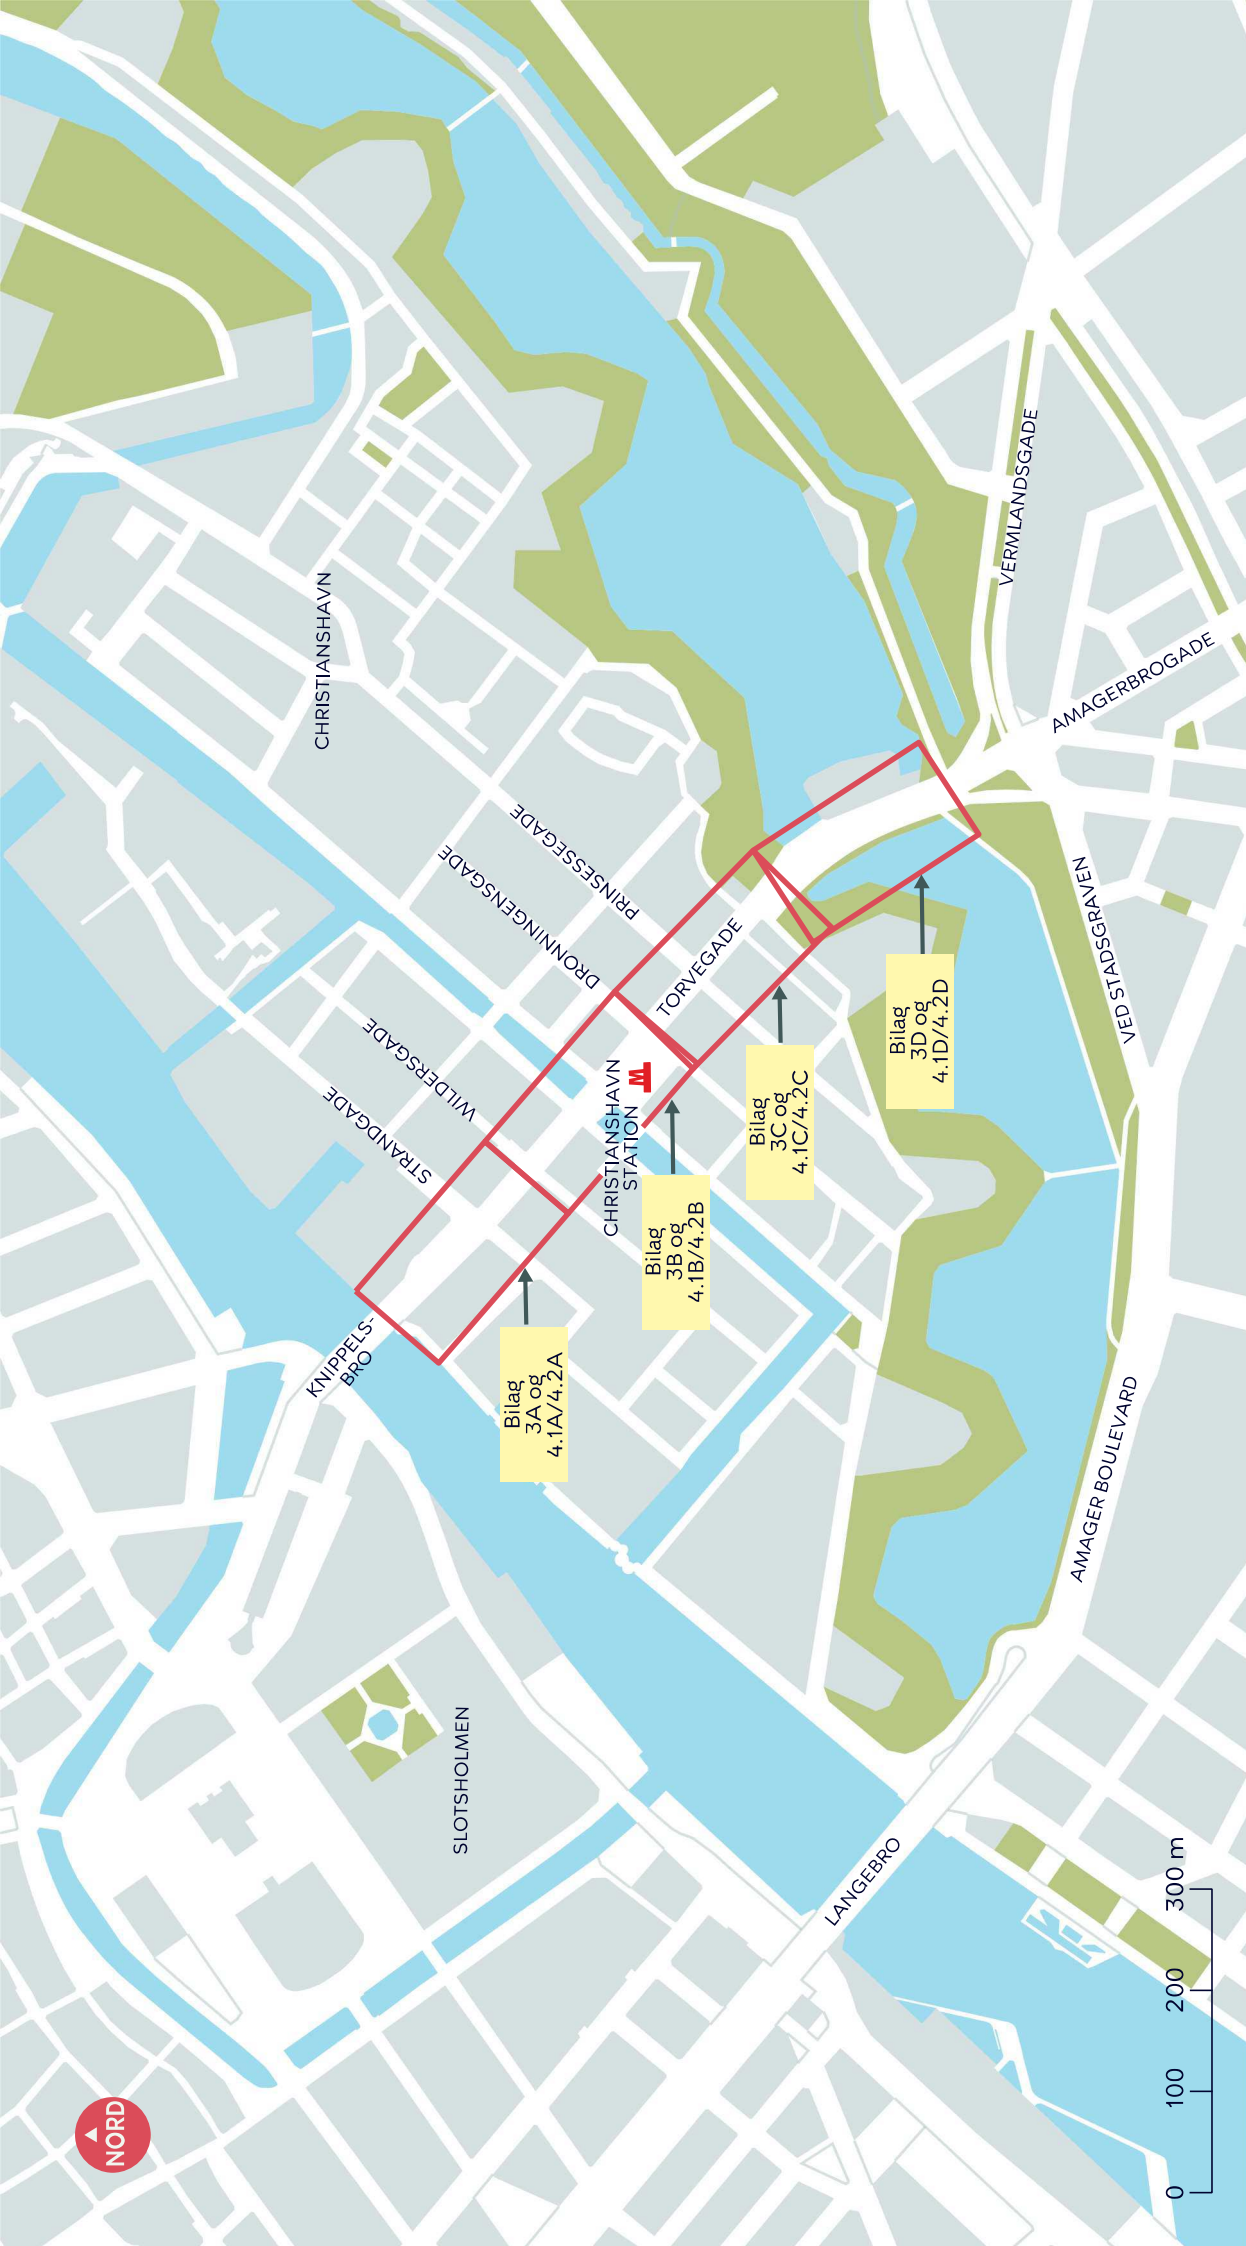 NORD
CHRISTIANSHAVN
PRINSESSEGADE
DRONNINGENSGADE
WILDERSGADE
STRANDGADE
TORVEGADE
CHRISTIANSHAVN
STATION
M
KNIPPELS-
BRO
SLOTSHOLMEN
LANGEBRO
AMAGER BOULEVARD
VED STADSGRAVEN
AMAGERBROGADE
VERMLANDSGADE
Bilag
3A og
4.1A/4.2A
Bilag
3B og
4.1B/4.2B
Bilag
3C og
4.1C/4.2C
Bilag
3D og
4.1D/4.2D
0 100 200 300 m